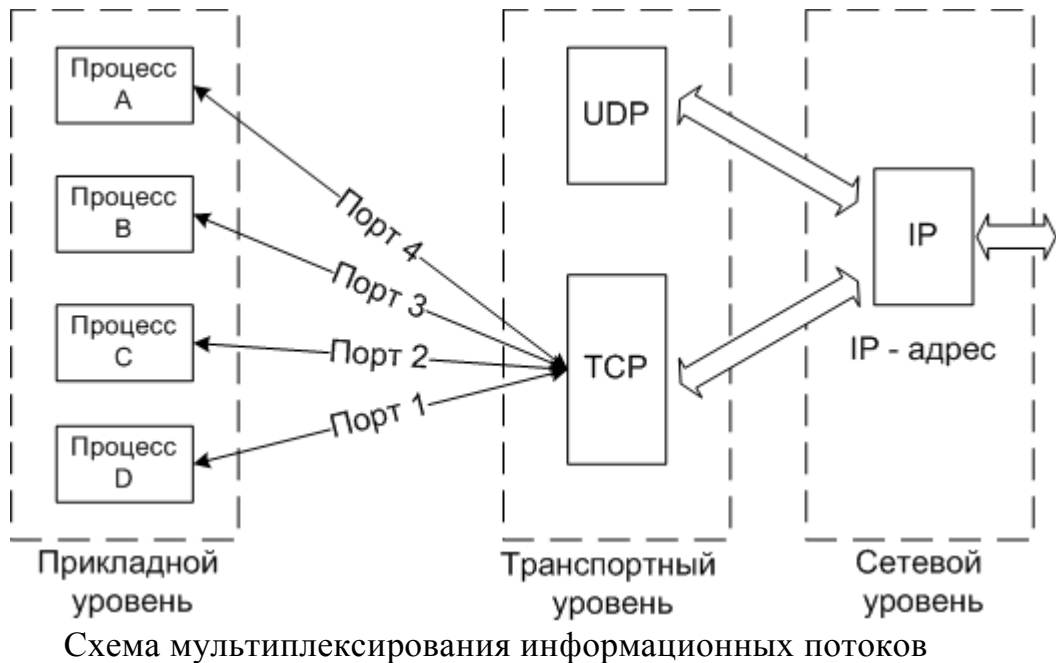 Процесс
A
Процесс
B
Процесс
C
Процесс
D
Порт 4
Порт 3
Порт 2
Порт 1
UDP
TCP
IP
IP - адрес
Прикладной
уровень
Транспортный
уровень
Сетевой
уровень
Схема мультиплексирования информационных потоков